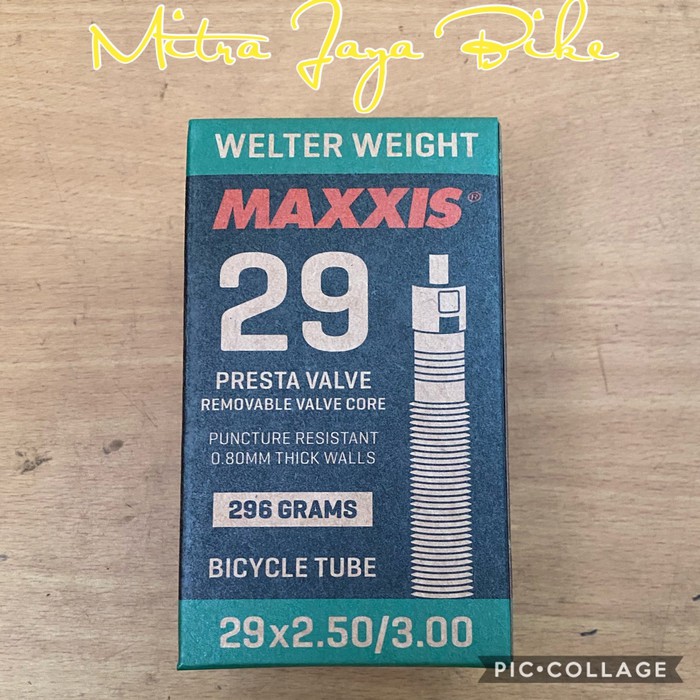 Mitra Jaya Bike
WELTER WEIGHT
MAXXIS®
29
PRESTA VALVE
REMOVABLE VALVE CORE
PUNCTURE RESISTANT
0.80MM THICK WALLS
296 GRAMS
BICYCLE TUBE
29x2.50/3.00
PIC•COLLAGE